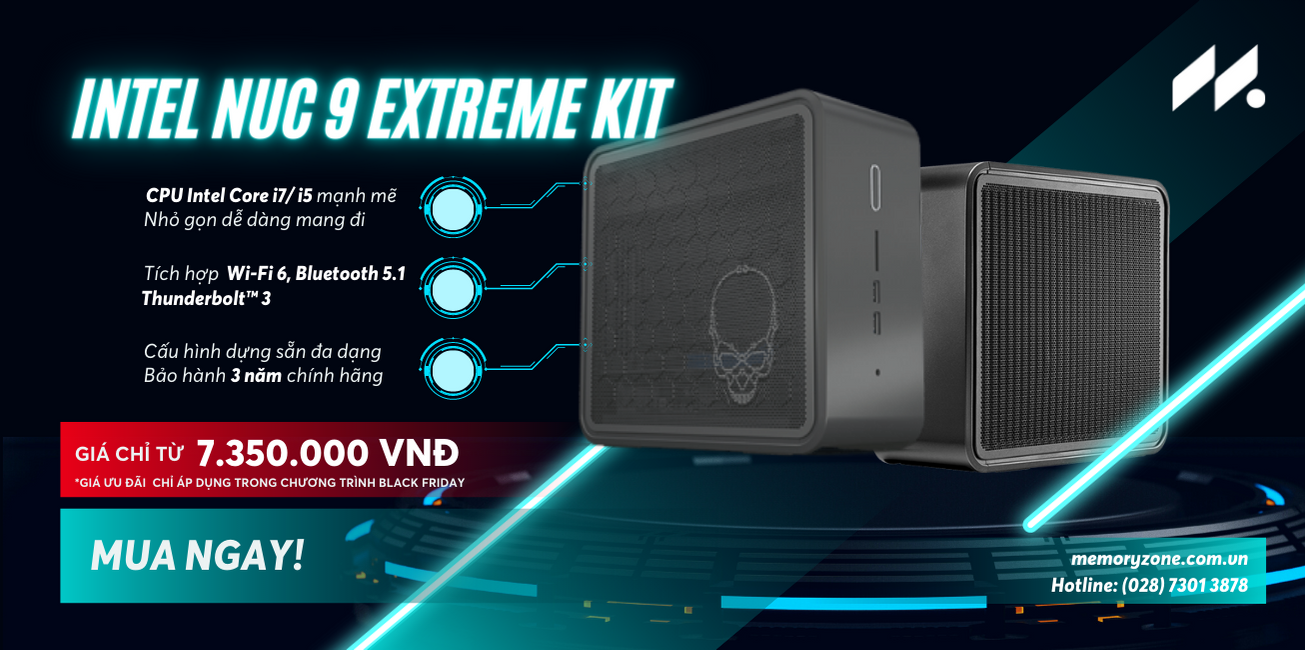 INTEL NUC 9 EXTREME KIT
CPU Intel Core i7/ i5 mạnh mẽ
Nhỏ gọn dễ dàng mang đi
Tích hợp Wi-Fi 6, Bluetooth 5.1
Thunderbolt™ 3
Cấu hình dựng sẵn đa dạng
Bảo hành 3 năm chính hãng
GIÁ CHỈ TỪ 7.350.000 VNĐ
*GIÁ ƯU ĐÃI CHỈ ÁP DỤNG TRONG CHƯƠNG TRÌNH BLACK FRIDAY
MUA NGAY!
memoryzone.com.vn
Hotline: (028) 7301 3878